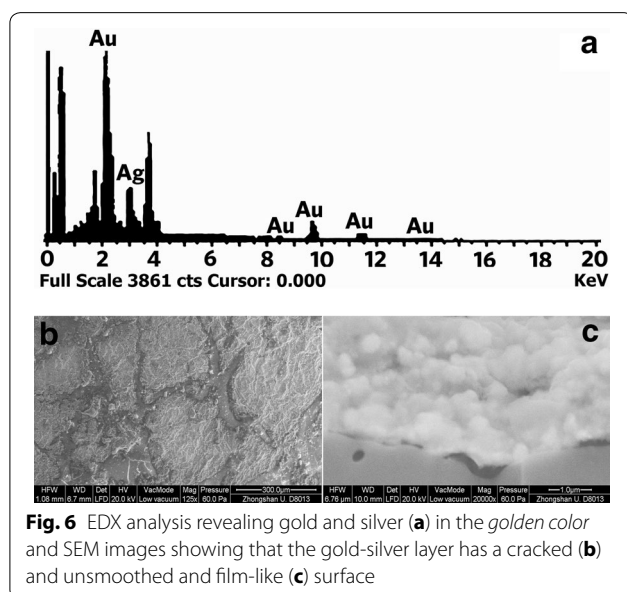 a
Au
Ag
Au
Au
Au
Au
0 2 4 6 8 10 12 14 16 18 20
Full Scale 3861 cts Cursor: 0.000 KeV
b
HFW WD Det HV VacMode Mag Pressure 300.0μm
1.08 mm 6.7 mm LFD 20.0 kV Low vacuum 125x 60.0 Pa Zhongshan U. D8013
c
HFW WD Det HV VacMode Mag Pressure 1.0μm
6.76 μm 10.0 mm LFD 20.0 kV Low vacuum 20000x 60.0 Pa Zhongshan U. D8013
Fig. 6 EDX analysis revealing gold and silver (a) in the golden color
and SEM images showing that the gold-silver layer has a cracked (b)
and unsmoothed and film-like (c) surface